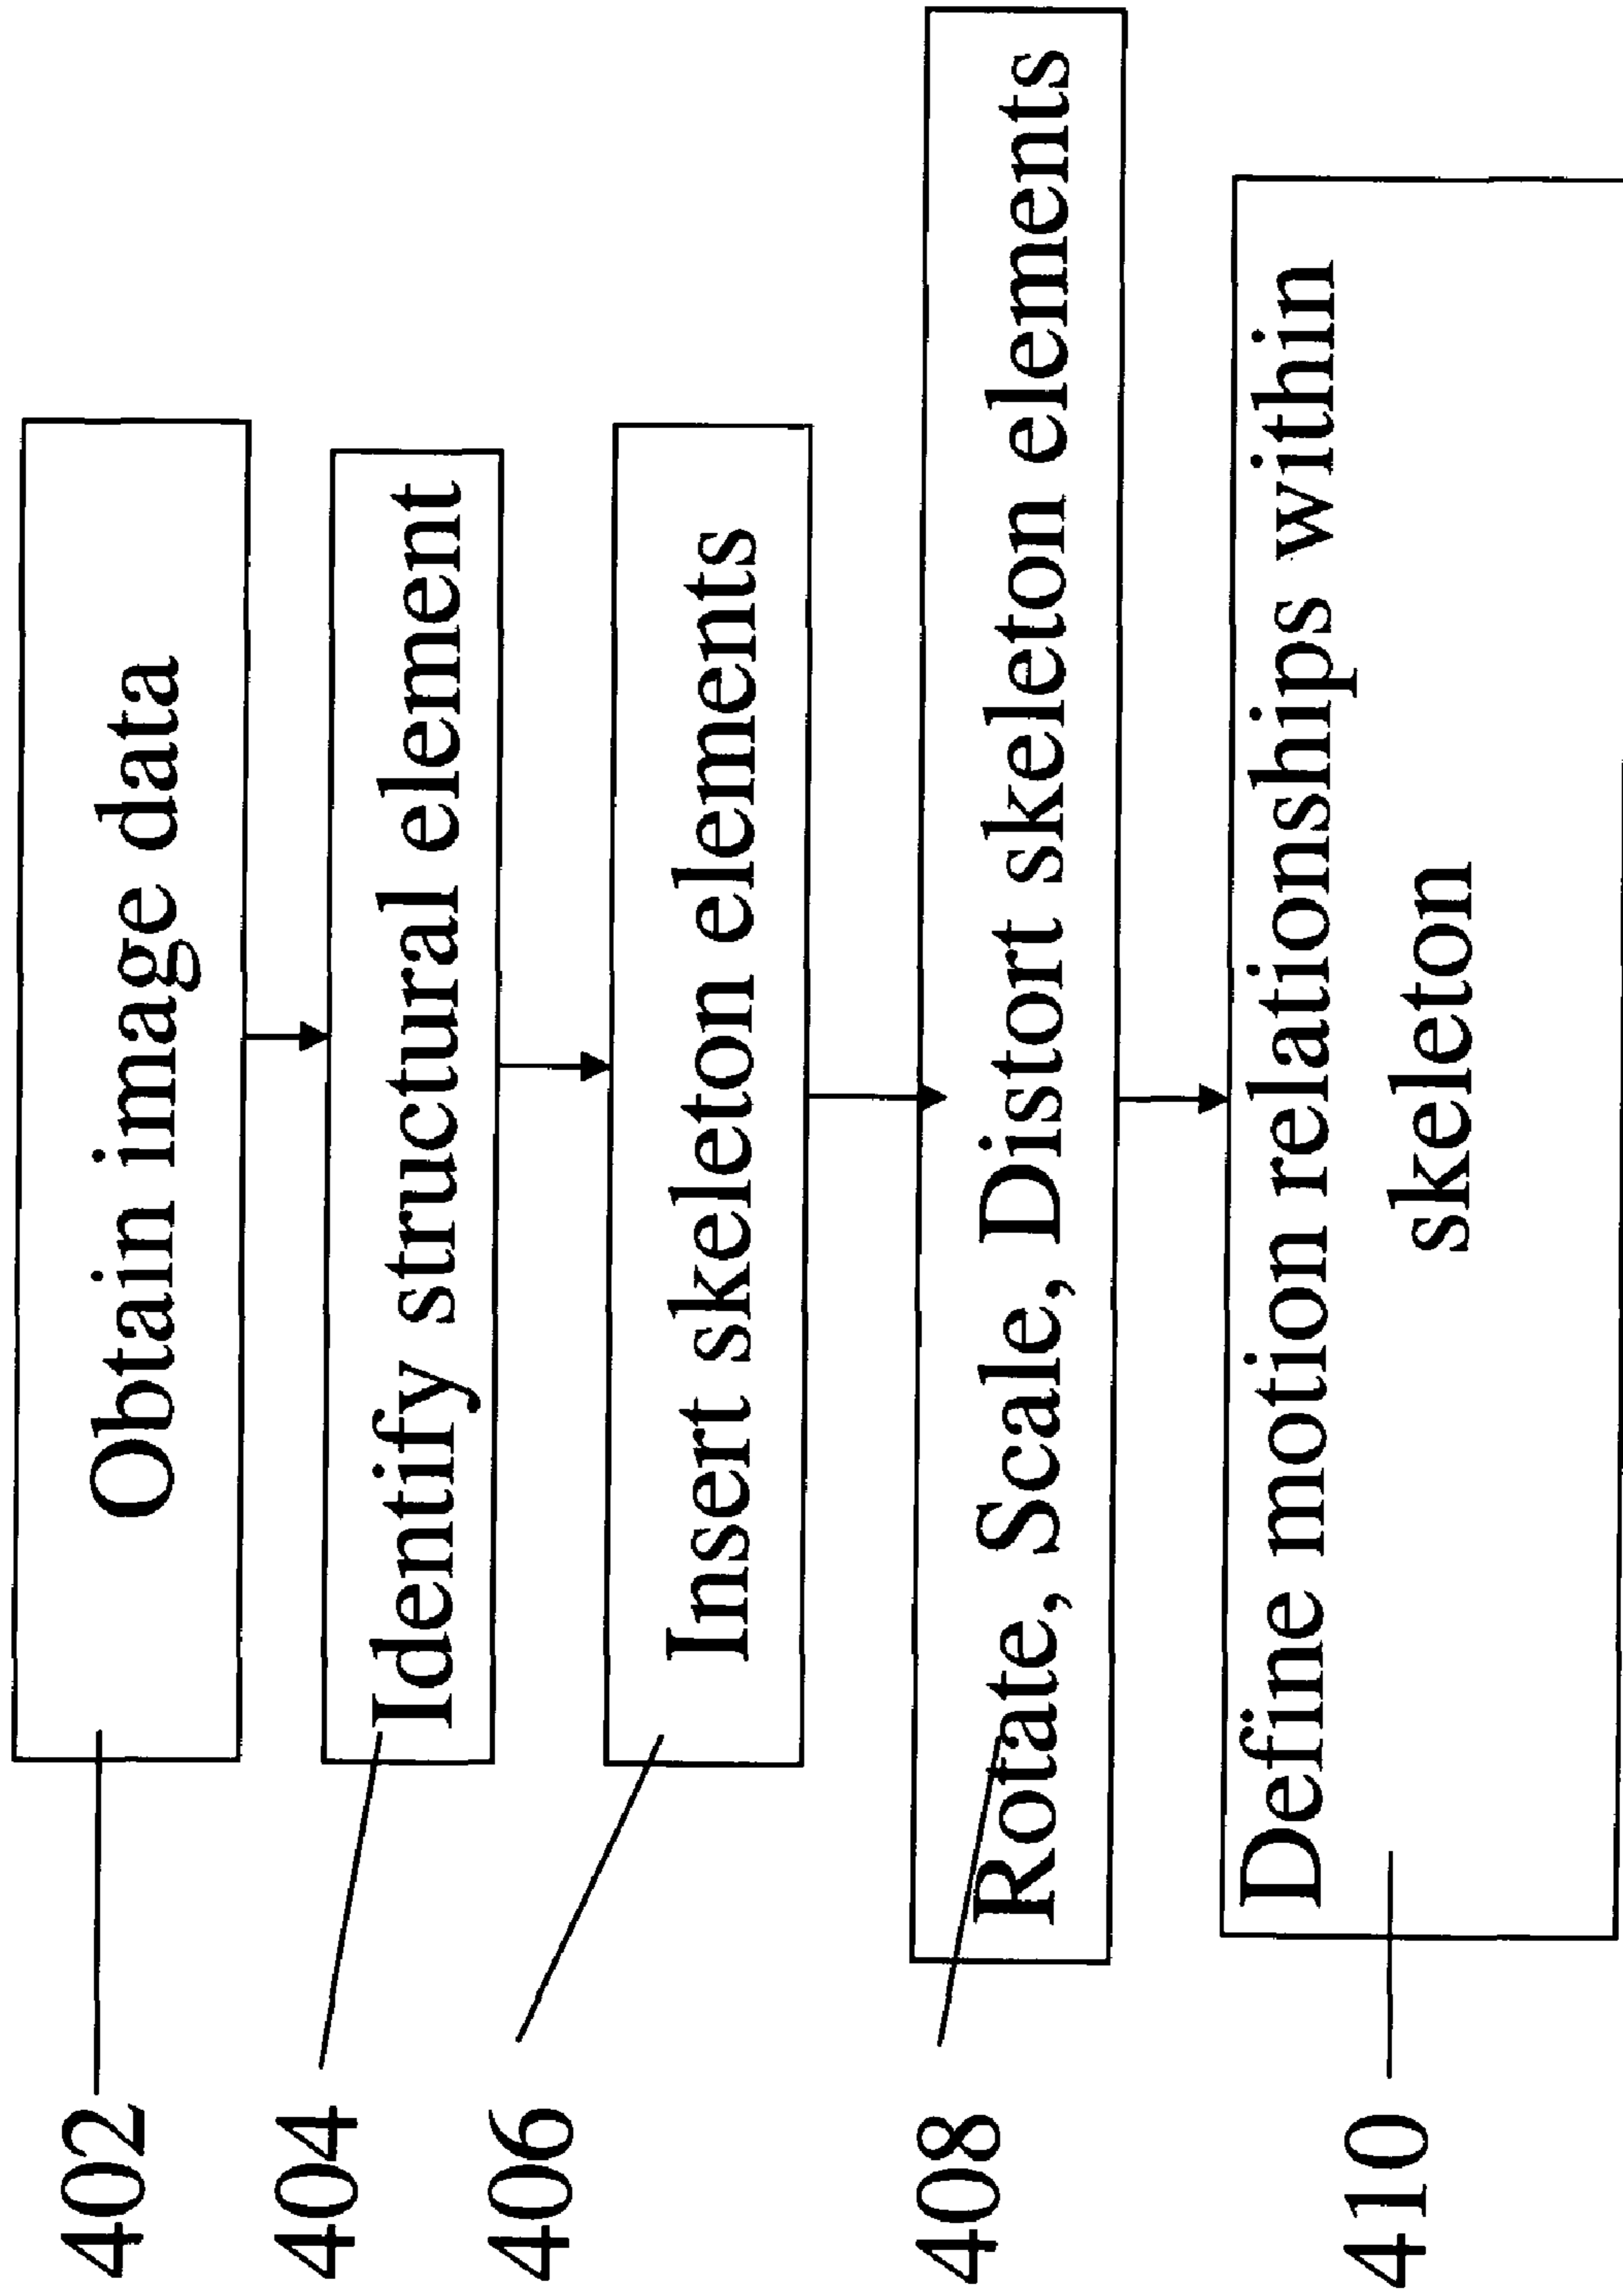 402
Obtain image data
404
Identify structural element
406
Insert skeleton elements
408
Rotate, Scale, Distort skeleton elements
410
Define motion relationships within
skeleton